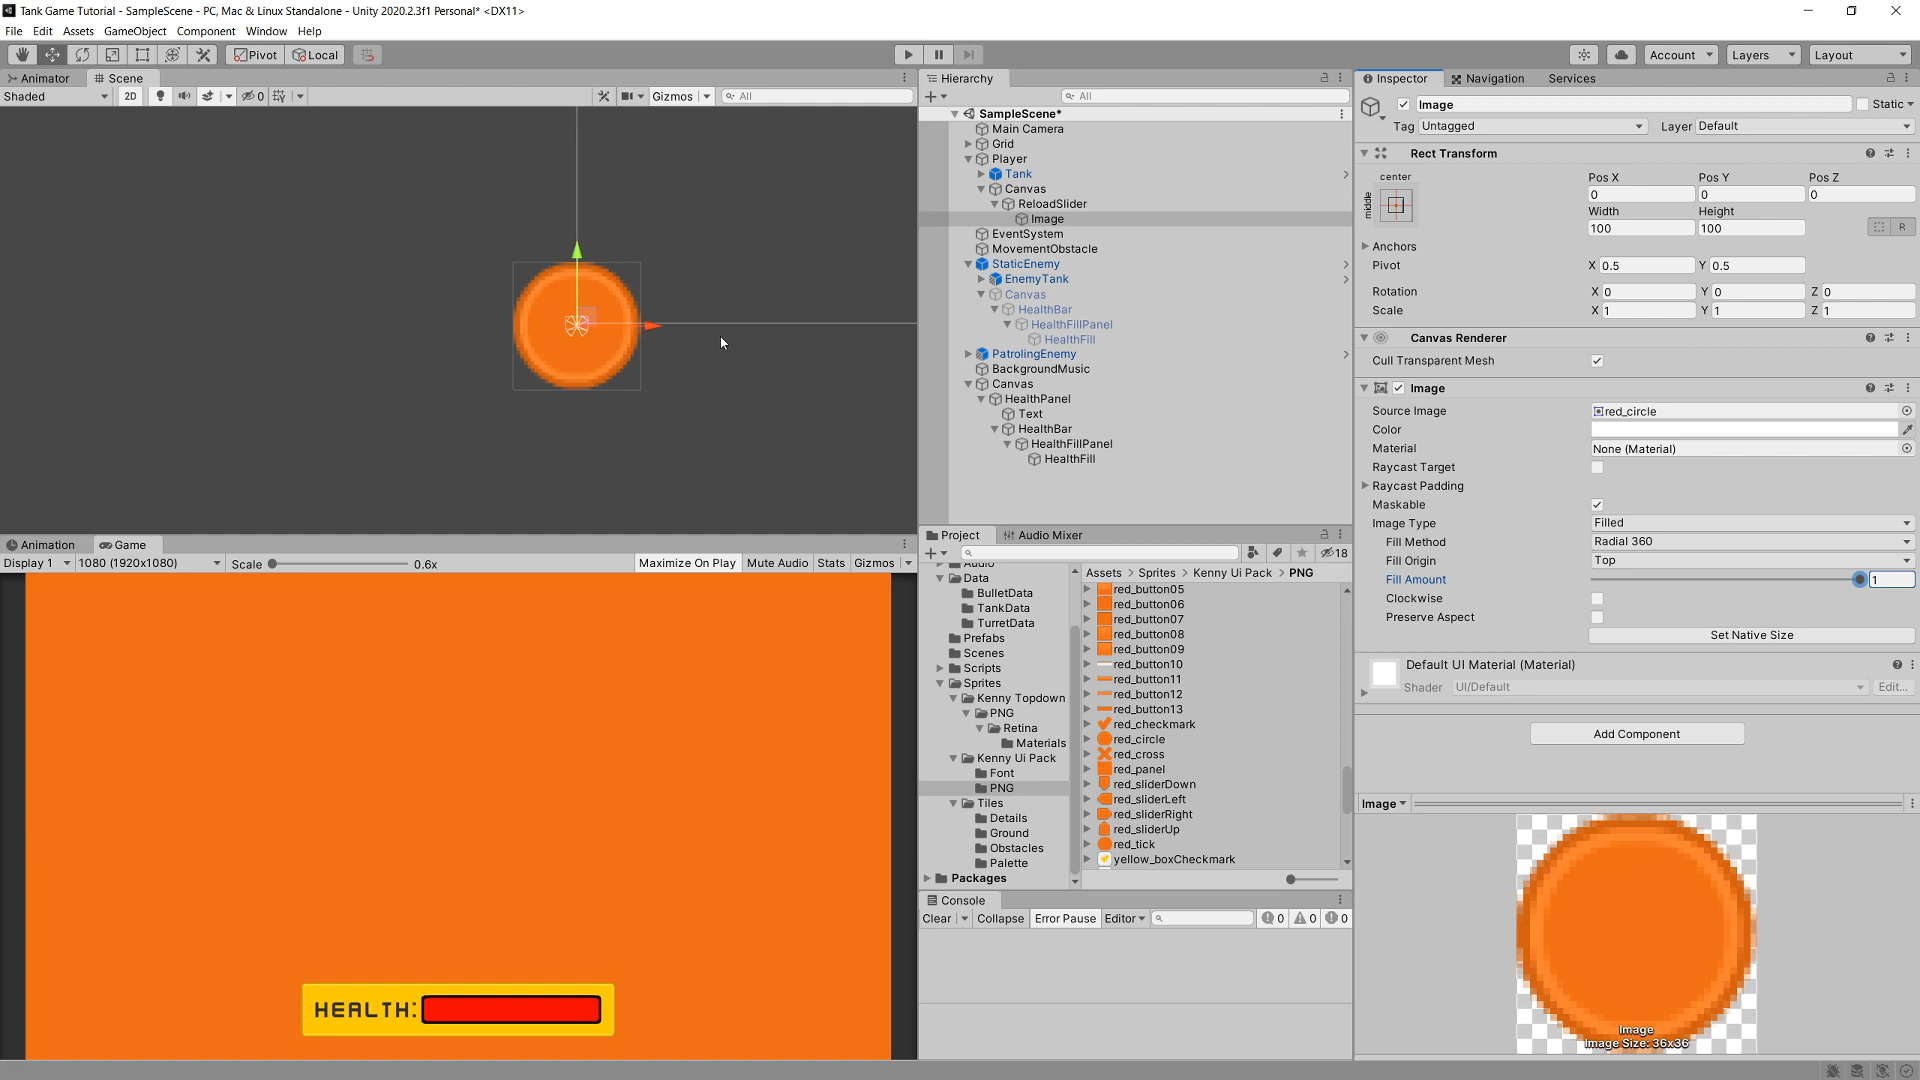 Tank Game Tutorial - SampleScene - PC, Mac & Linux Standalone - Unity 2020.2.3f1 Personal* <DX11>
File Edit Assets GameObject Component Window Help
Pivot Local Account Layers Layout
Animator Scene
Shaded 2D 0 Gizmos All
Hierarchy
All
SampleScene*
Main Camera
Grid
Player
Tank
Canvas
ReloadSlider
Image
EventSystem
MovementObstacle
StaticEnemy
EnemyTank
Canvas
HealthBar
HealthFillPanel
HealthFill
PatrolingEnemy
BackgroundMusic
Canvas
HealthPanel
Text
HealthBar
HealthFillPanel
HealthFill
Inspector Navigation Services
Image Static
Tag Untagged Layer Default
Rect Transform
center
middle
Pos X Pos Y Pos Z
0 0 0
Width Height
100 100 R
Anchors
Pivot X 0.5 Y 0.5
Rotation X 0 Y 0 Z 0
Scale X 1 Y 1 Z 1
Canvas Renderer
Cull Transparent Mesh
Image
Source Image red_circle
Color
Material None (Material)
Raycast Target
Raycast Padding
Maskable
Image Type Filled
Fill Method Radial 360
Fill Origin Top
Fill Amount 1
Clockwise
Preserve Aspect
Set Native Size
Default UI Material (Material)
Shader UI/Default Edit...
Add Component
Image
Image
Image Size: 36x36
Animation Game
Display 1 1080 (1920x1080) Scale 0.6x Maximize On Play Mute Audio Stats Gizmos
HEALTH:
Project Audio Mixer
18
Audio
Data
BulletData
TankData
TurretData
Prefabs
Scenes
Scripts
Sprites
Kenny Topdown
PNG
Retina
Materials
Kenny Ui Pack
Font
PNG
Tiles
Details
Ground
Obstacles
Palette
Packages
Assets > Sprites > Kenny Ui Pack > PNG
red_button05
red_button06
red_button07
red_button08
red_button09
red_button10
red_button11
red_button12
red_button13
red_checkmark
red_circle
red_cross
red_panel
red_sliderDown
red_sliderLeft
red_sliderRight
red_sliderUp
red_tick
yellow_boxCheckmark
Console
Clear Collapse Error Pause Editor 0 0 0